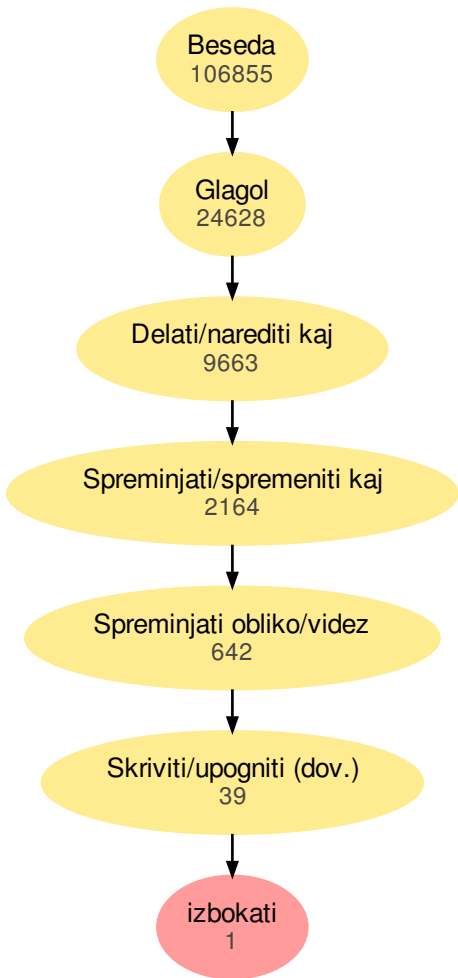 Beseda
106855
Glagol
24628
Delati/narediti kaj
9663
Spreminjati/spremeniti kaj
2164
Spreminjati obliko/videz
642
Skriviti/upogniti (dov.)
39
izbokati
1